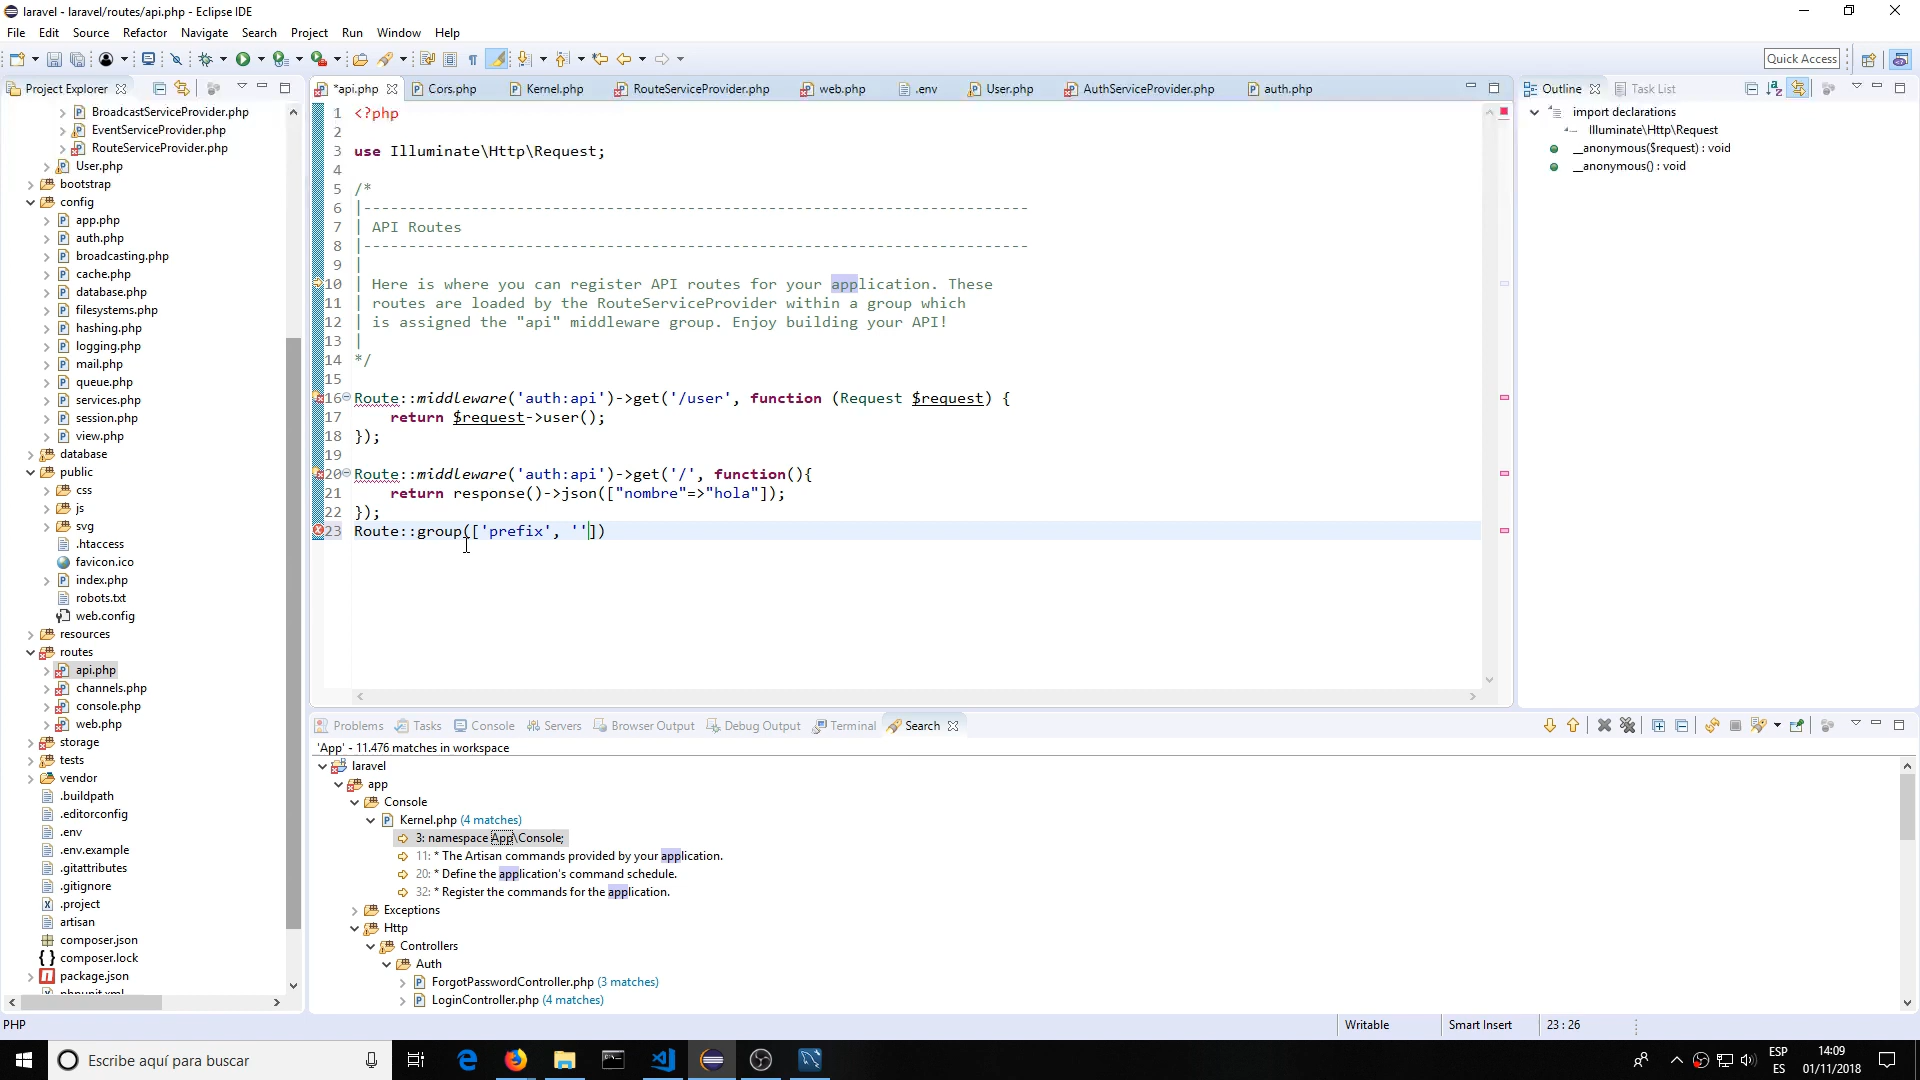 laravel - laravel/routes/api.php - Eclipse IDE
File Edit Source Refactor Navigate Search Project Run Window Help
Quick Access
Project Explorer
BroadcastServiceProvider.php
EventServiceProvider.php
RouteServiceProvider.php
User.php
bootstrap
config
app.php
auth.php
broadcasting.php
cache.php
database.php
filesystems.php
hashing.php
logging.php
mail.php
queue.php
services.php
session.php
view.php
database
public
css
js
svg
.htaccess
favicon.ico
index.php
robots.txt
web.config
resources
routes
api.php
channels.php
console.php
web.php
storage
tests
vendor
.buildpath
.editorconfig
.env
.env.example
.gitattributes
.gitignore
.project
artisan
composer.json
composer.lock
package.json
*api.php Cors.php Kernel.php RouteServiceProvider.php web.php .env User.php AuthServiceProvider.php auth.php
1 <?php
2
3 use Illuminate\Http\Request;
4
5 /*
6 |--------------------------------------------------------------------------
7 | API Routes
8 |--------------------------------------------------------------------------
9 |
10 | Here is where you can register API routes for your application. These
11 | routes are loaded by the RouteServiceProvider within a group which
12 | is assigned the "api" middleware group. Enjoy building your API!
13 |
14 */
15
16 Route::middleware('auth:api')->get('/user', function (Request $request) {
17 return $request->user();
18 });
19
20 Route::middleware('auth:api')->get('/', function(){
21 return response()->json(["nombre"=>"hola"]);
22 });
23 Route::group(['prefix', ''])
Outline Task List
import declarations
Illuminate\Http\Request
__anonymous($request) : void
__anonymous() : void
Problems Tasks Console Servers Browser Output Debug Output Terminal Search
'App' - 11.476 matches in workspace
laravel
app
Console
Kernel.php (4 matches)
3: namespace App\Console;
11: * The Artisan commands provided by your application.
20: * Define the application's command schedule.
32: * Register the commands for the application.
Exceptions
Http
Controllers
Auth
ForgotPasswordController.php (3 matches)
LoginController.php (4 matches)
PHP Writable Smart Insert 23 : 26
Escribe aquí para buscar
ESP
ES
14:09
01/11/2018